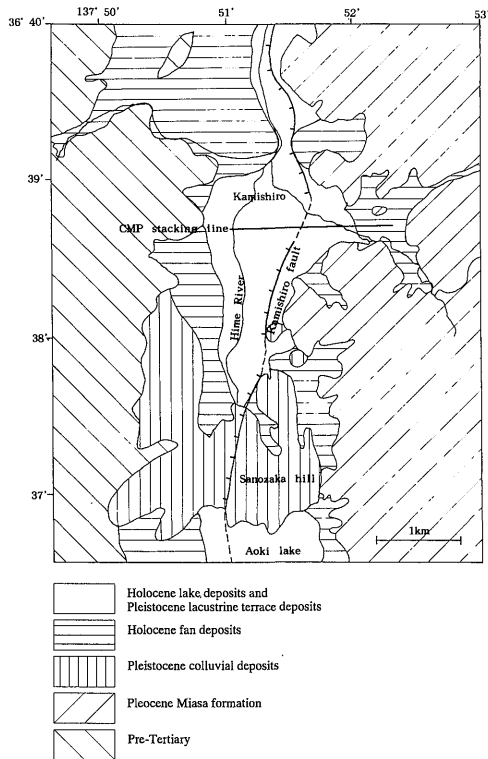 137° 50' 51' 52' 53'
36° 40'
39'
Kamishiro
CMP stacking line
Kamishiro fault
Hime River
38'
Sanozaka hill
37'
1km
Aoki lake
Holocene lake deposits and
Pleistocene lacustrine terrace deposits
Holocene fan deposits
Pleistocene colluvial deposits
Pleocene Miasa formation
Pre-Tertiary